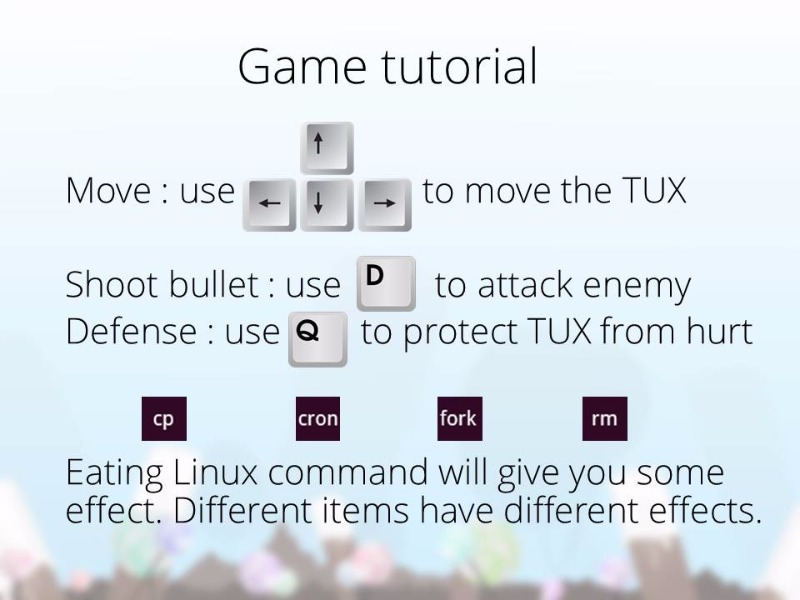 Game tutorial
↑
Move : use ← ↓ → to move the TUX
Shoot bullet : use D to attack enemy
Defense : use Q to protect TUX from hurt
cp cron fork rm
Eating Linux command will give you some
effect. Different items have different effects.